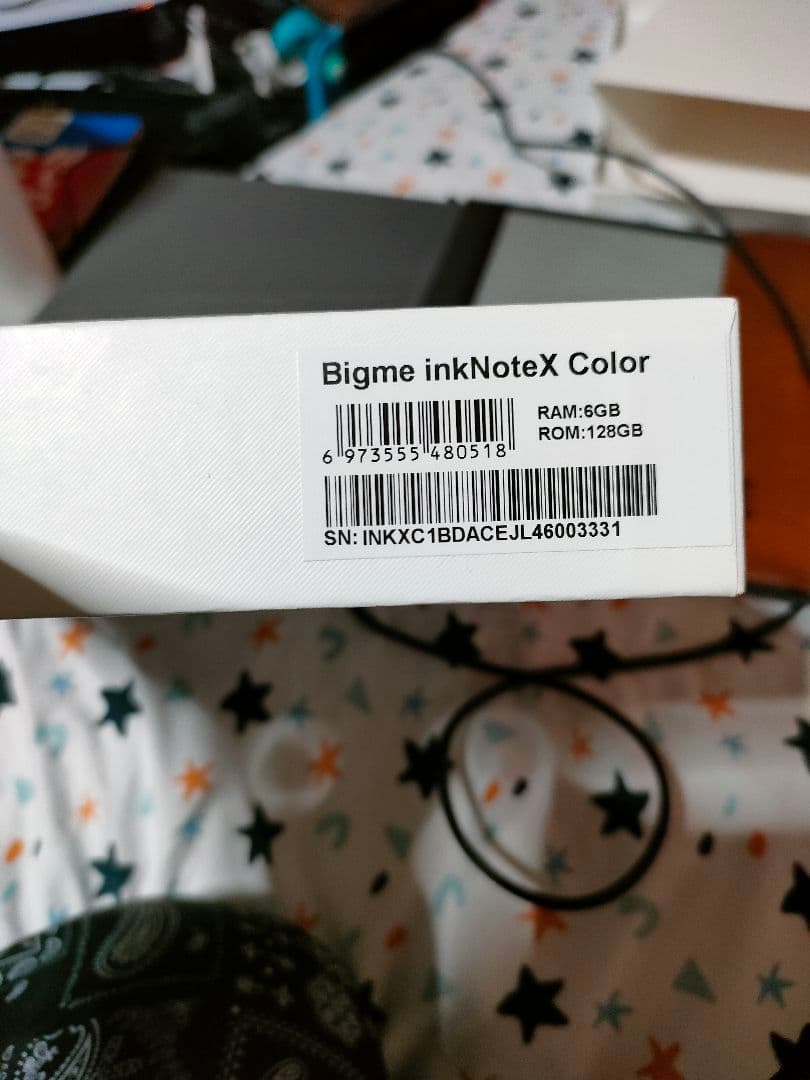 Bigme inkNoteX Color
RAM:6GB
ROM:128GB
6 973555 480518
SN: INKXC1BDACEJL46003331